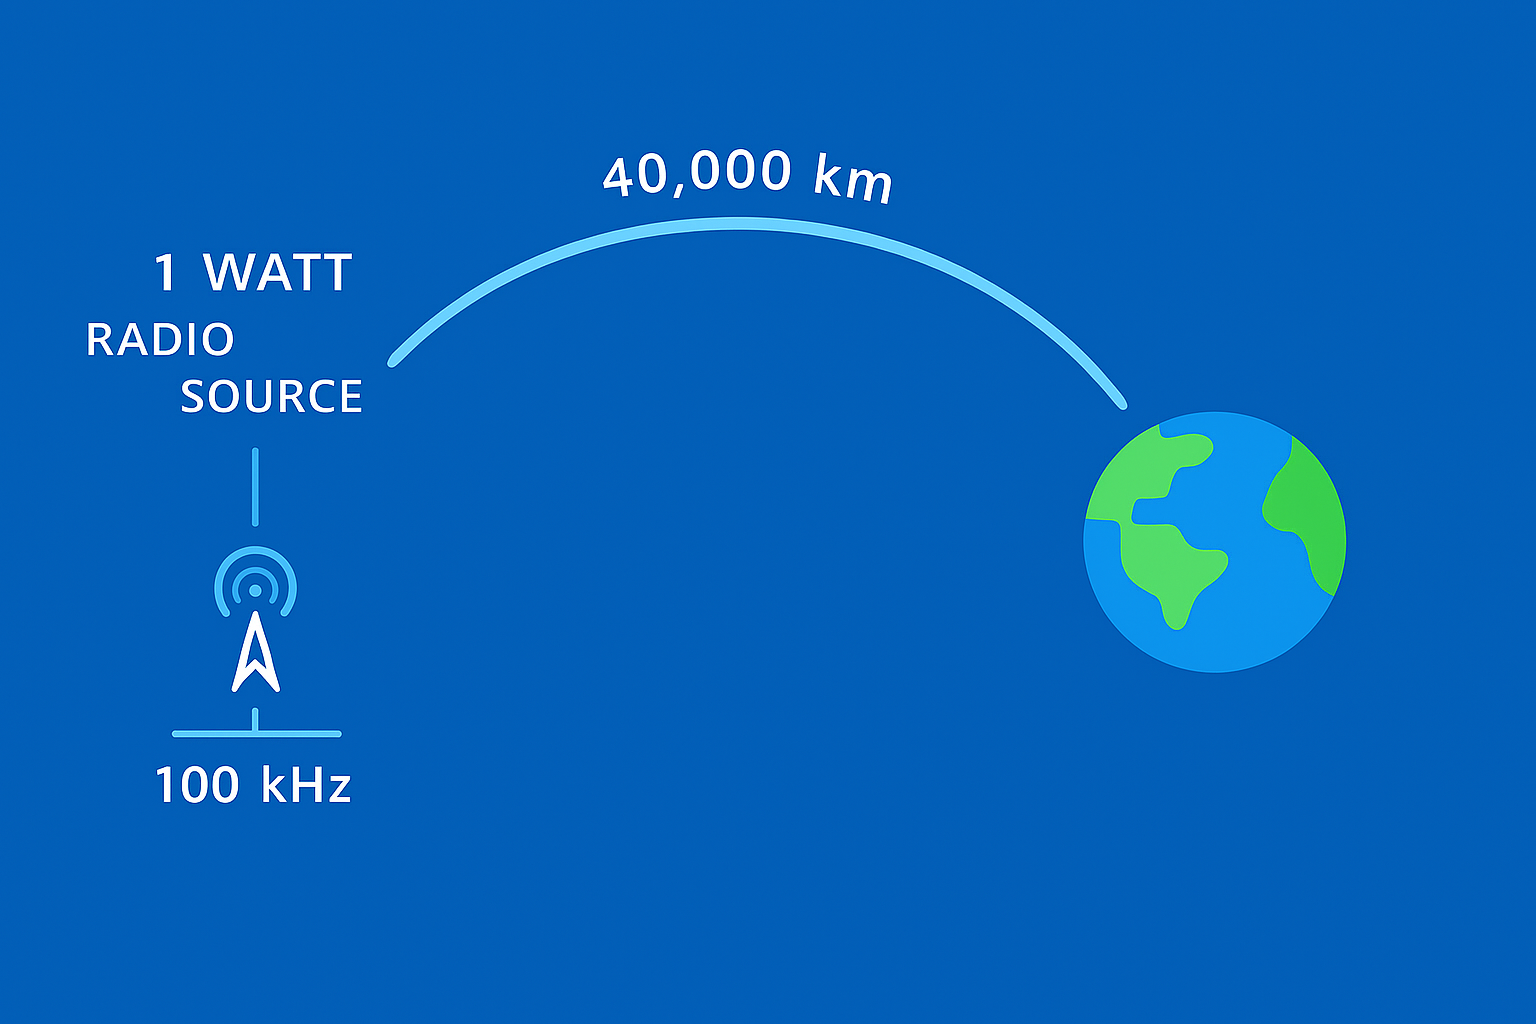 40,000 km
1 WATT
RADIO
SOURCE
100 kHz